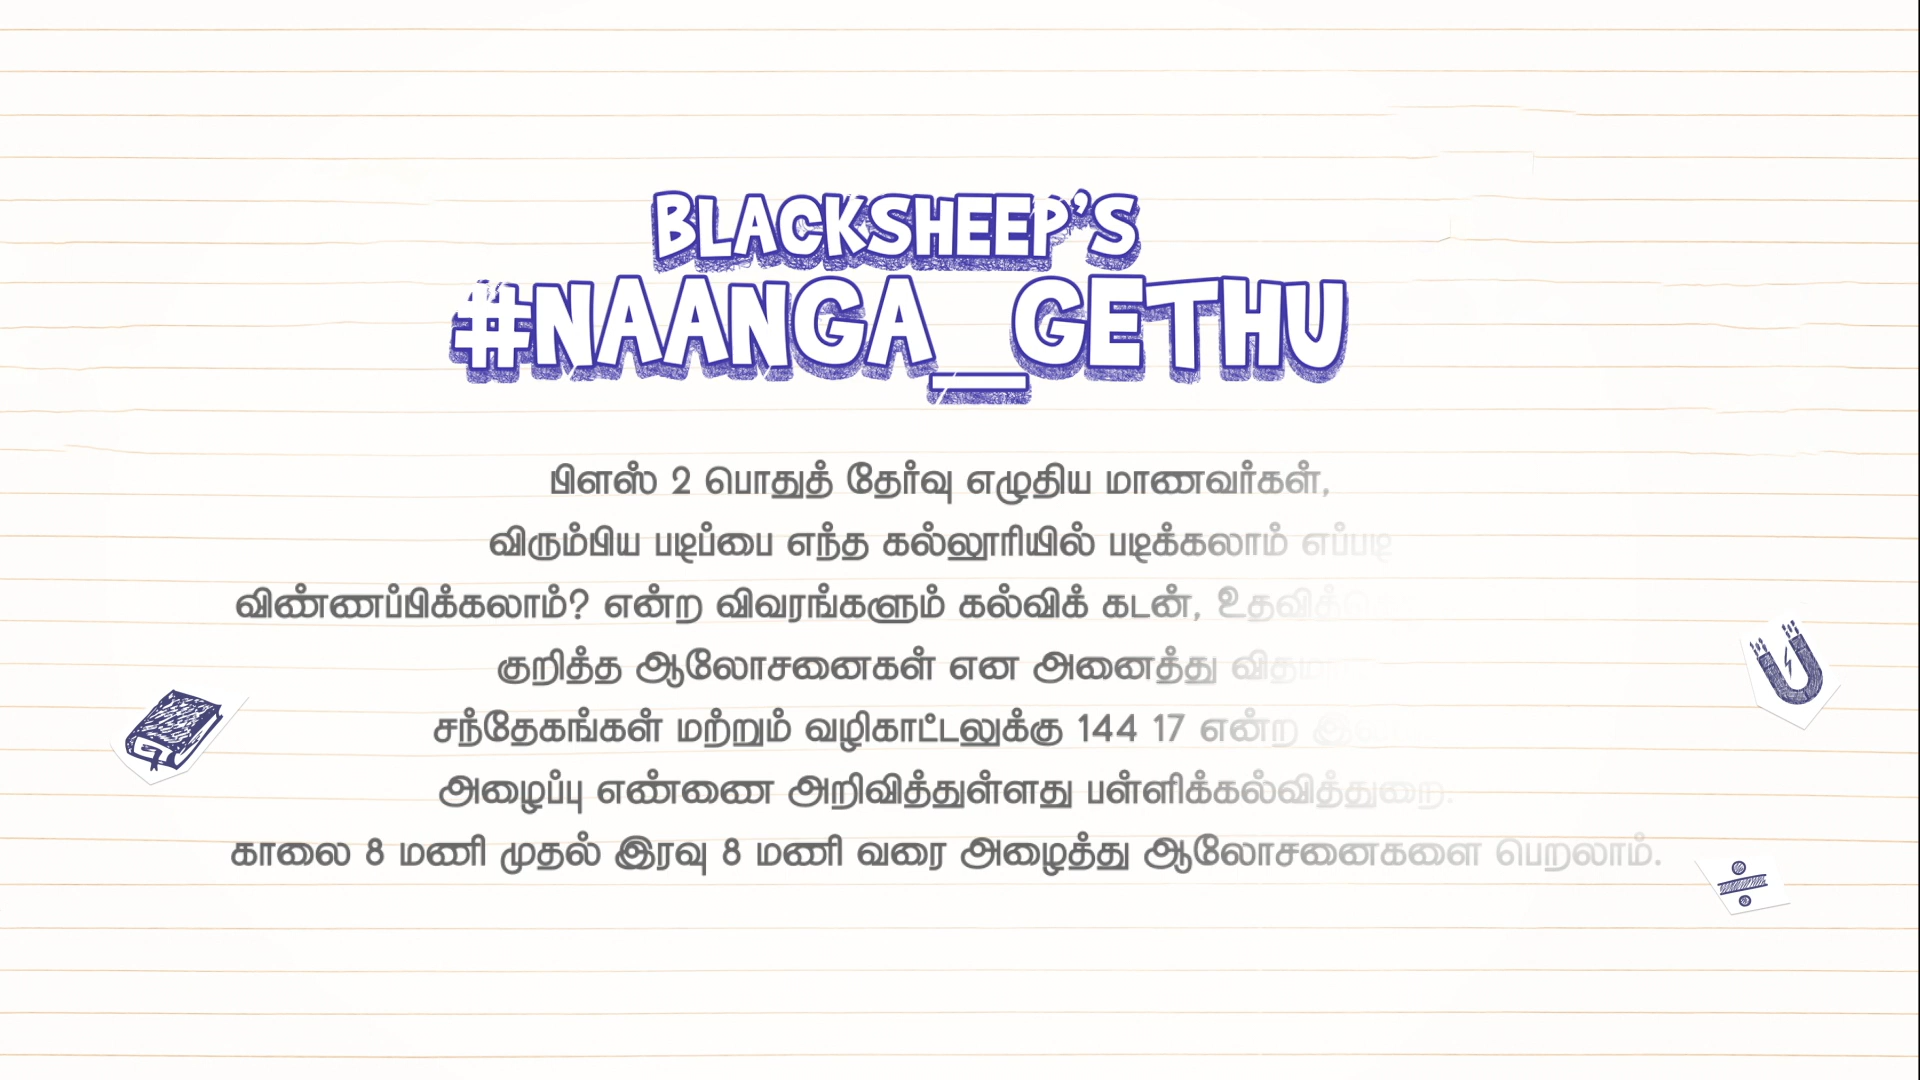 BLACKSHEEP'S
#NAANGA_GETHU
பிளஸ் 2 பொதுத் தேர்வு எழுதிய மாணவர்கள்,
விரும்பிய படிப்பை எந்த கல்லூரியில் படிக்கலாம் எப்படி
விண்ணப்பிக்கலாம்? என்ற விவரங்களும் கல்விக் கடன்,
குறித்த ஆலோசனைகள் என அனைத்து
சந்தேகங்கள் மற்றும் வழிகாட்டலுக்கு 144 17 என்ற
அழைப்பு எண்ணை அறிவித்துள்ளது பள்ளிக்கல்வித்துறை.
காலை 8 மணி முதல் இரவு 8 மணி வரை அழைத்து ஆலோசனைகளை பெறலாம்.